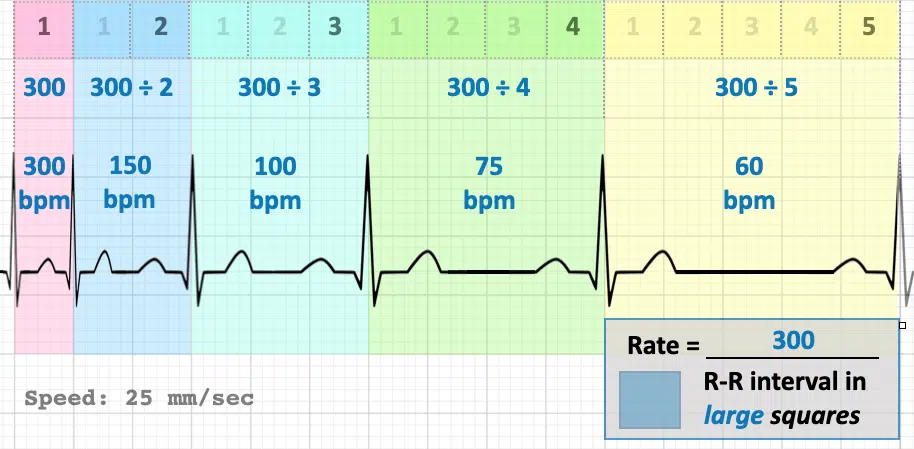 1 1 2 1 2 3 1 2 3 4 1 2 3 4 5
300 300 ÷ 2 300 ÷ 3 300 ÷ 4 300 ÷ 5
300 150 100 75 60
bpm bpm bpm bpm bpm
Rate = 300
R-R interval in
large squares
Speed: 25 mm/sec